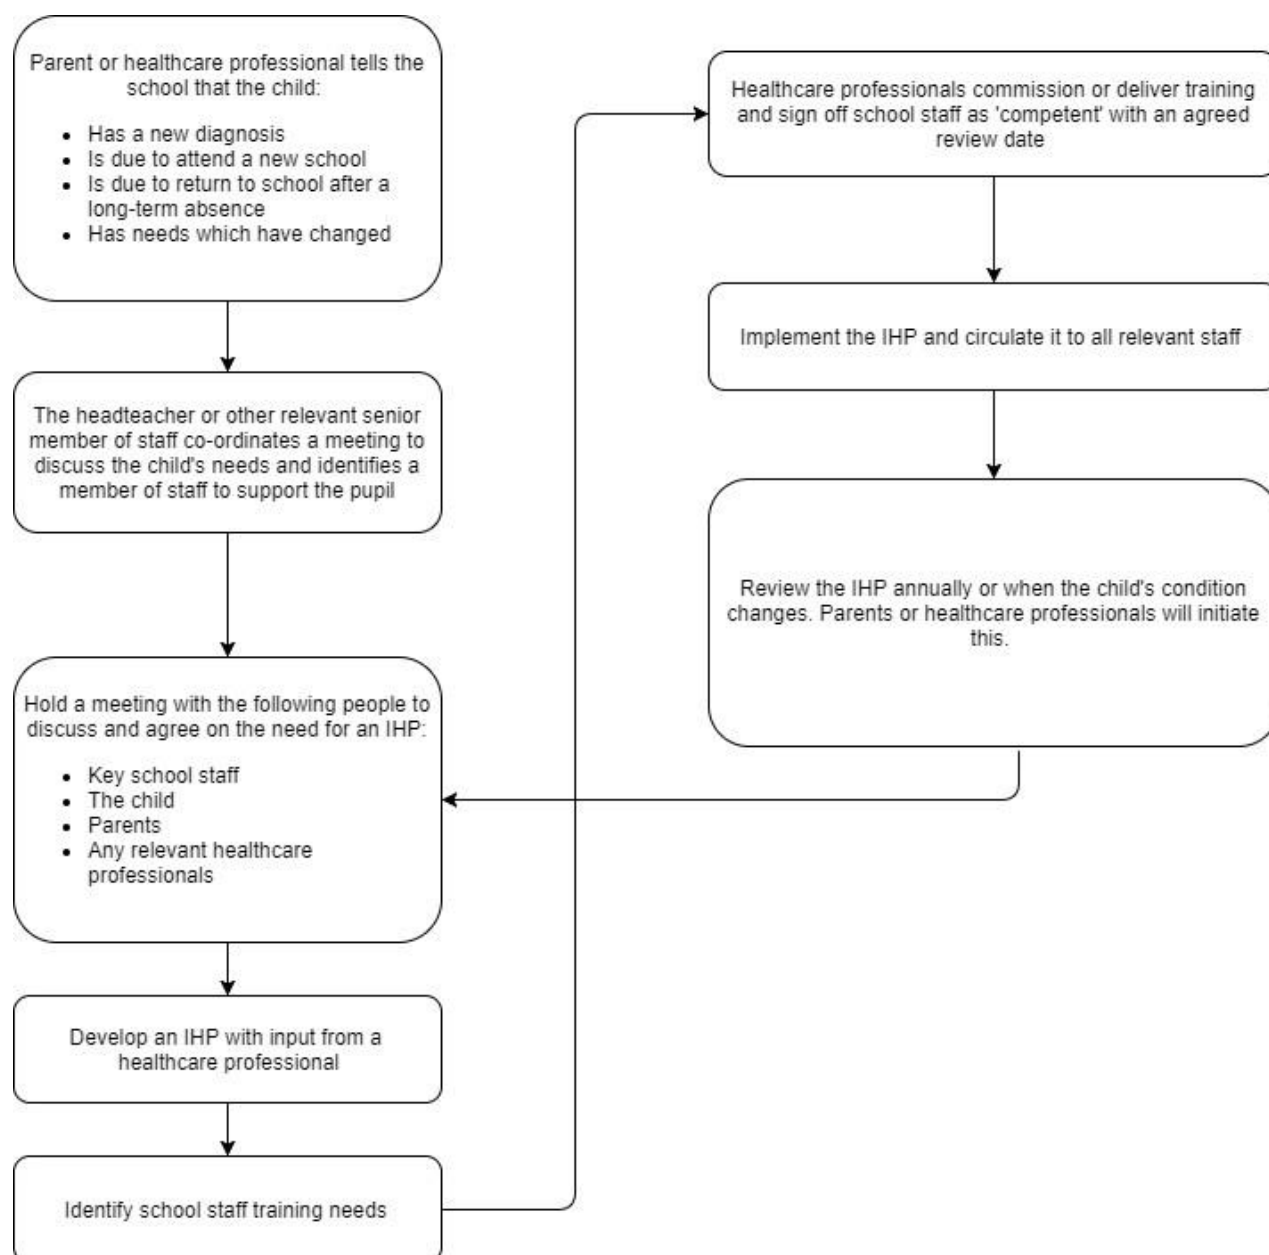 Parent or healthcare professional tells the
school that the child:
• Has a new diagnosis
• Is due to attend a new school
• Is due to return to school after a
long-term absence
• Has needs which have changed
The headteacher or other relevant senior
member of staff co-ordinates a meeting to
discuss the child's needs and identifies a
member of staff to support the pupil
Hold a meeting with the following people to
discuss and agree on the need for an IHP:
• Key school staff
• The child
• Parents
• Any relevant healthcare
professionals
Develop an IHP with input from a
healthcare professional
Identify school staff training needs
Healthcare professionals commission or deliver training
and sign off school staff as 'competent' with an agreed
review date
Implement the IHP and circulate it to all relevant staff
Review the IHP annually or when the child's condition
changes. Parents or healthcare professionals will initiate
this.